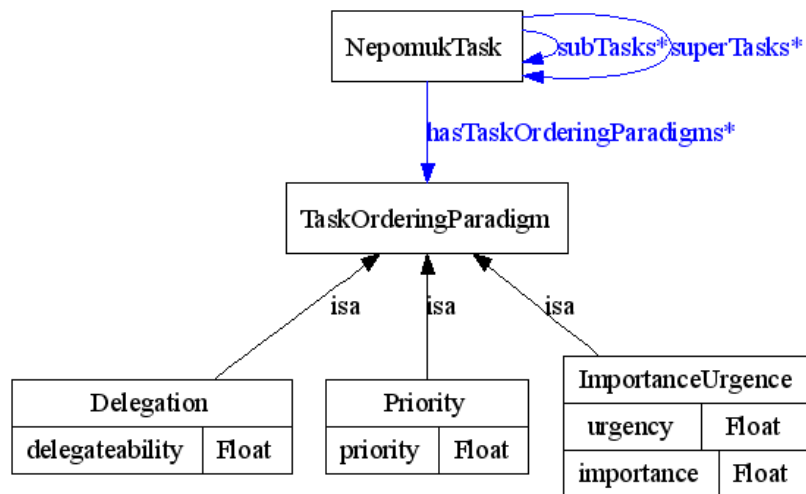 NepomukTask
subTasks* superTasks*
hasTaskOrderingParadigms*
TaskOrderingParadigm
isa isa isa
Delegation
delegateability Float
Priority
priority Float
ImportanceUrgence
urgency Float
importance Float